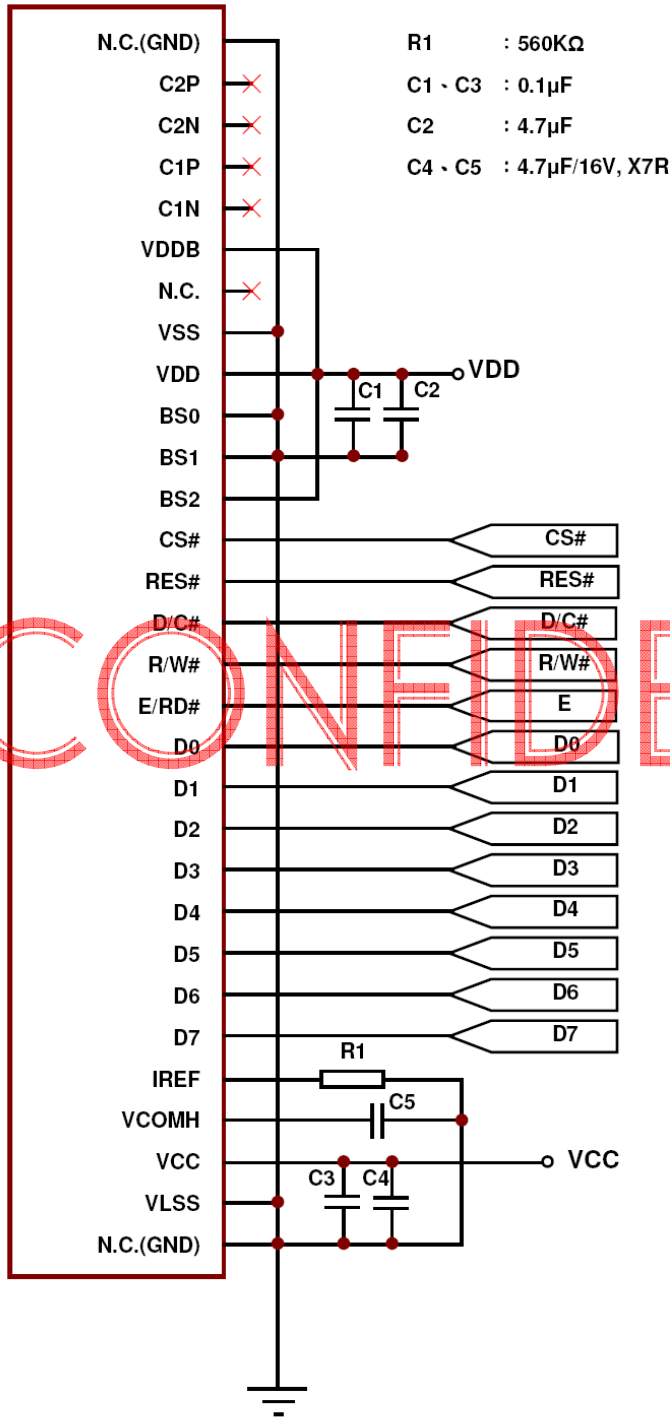 N.C.(GND)
R1 : 560KΩ
C2P
C1、C3 : 0.1μF
C2N
C2 : 4.7μF
C1P
C4、C5 : 4.7μF/16V, X7R
C1N
VDDB
N.C.
VSS
VDD
VDD
C1
C2
BS0
BS1
BS2
CS#
CS#
RES#
RES#
D/C#
D/C#
R/W#
R/W#
E/RD#
E
D0
D0
D1
D1
D2
D2
D3
D3
D4
D4
D5
D5
D6
D6
D7
D7
R1
IREF
C5
VCOMH
VCC
VCC
C3
C4
VLSS
N.C.(GND)
CONFIDE